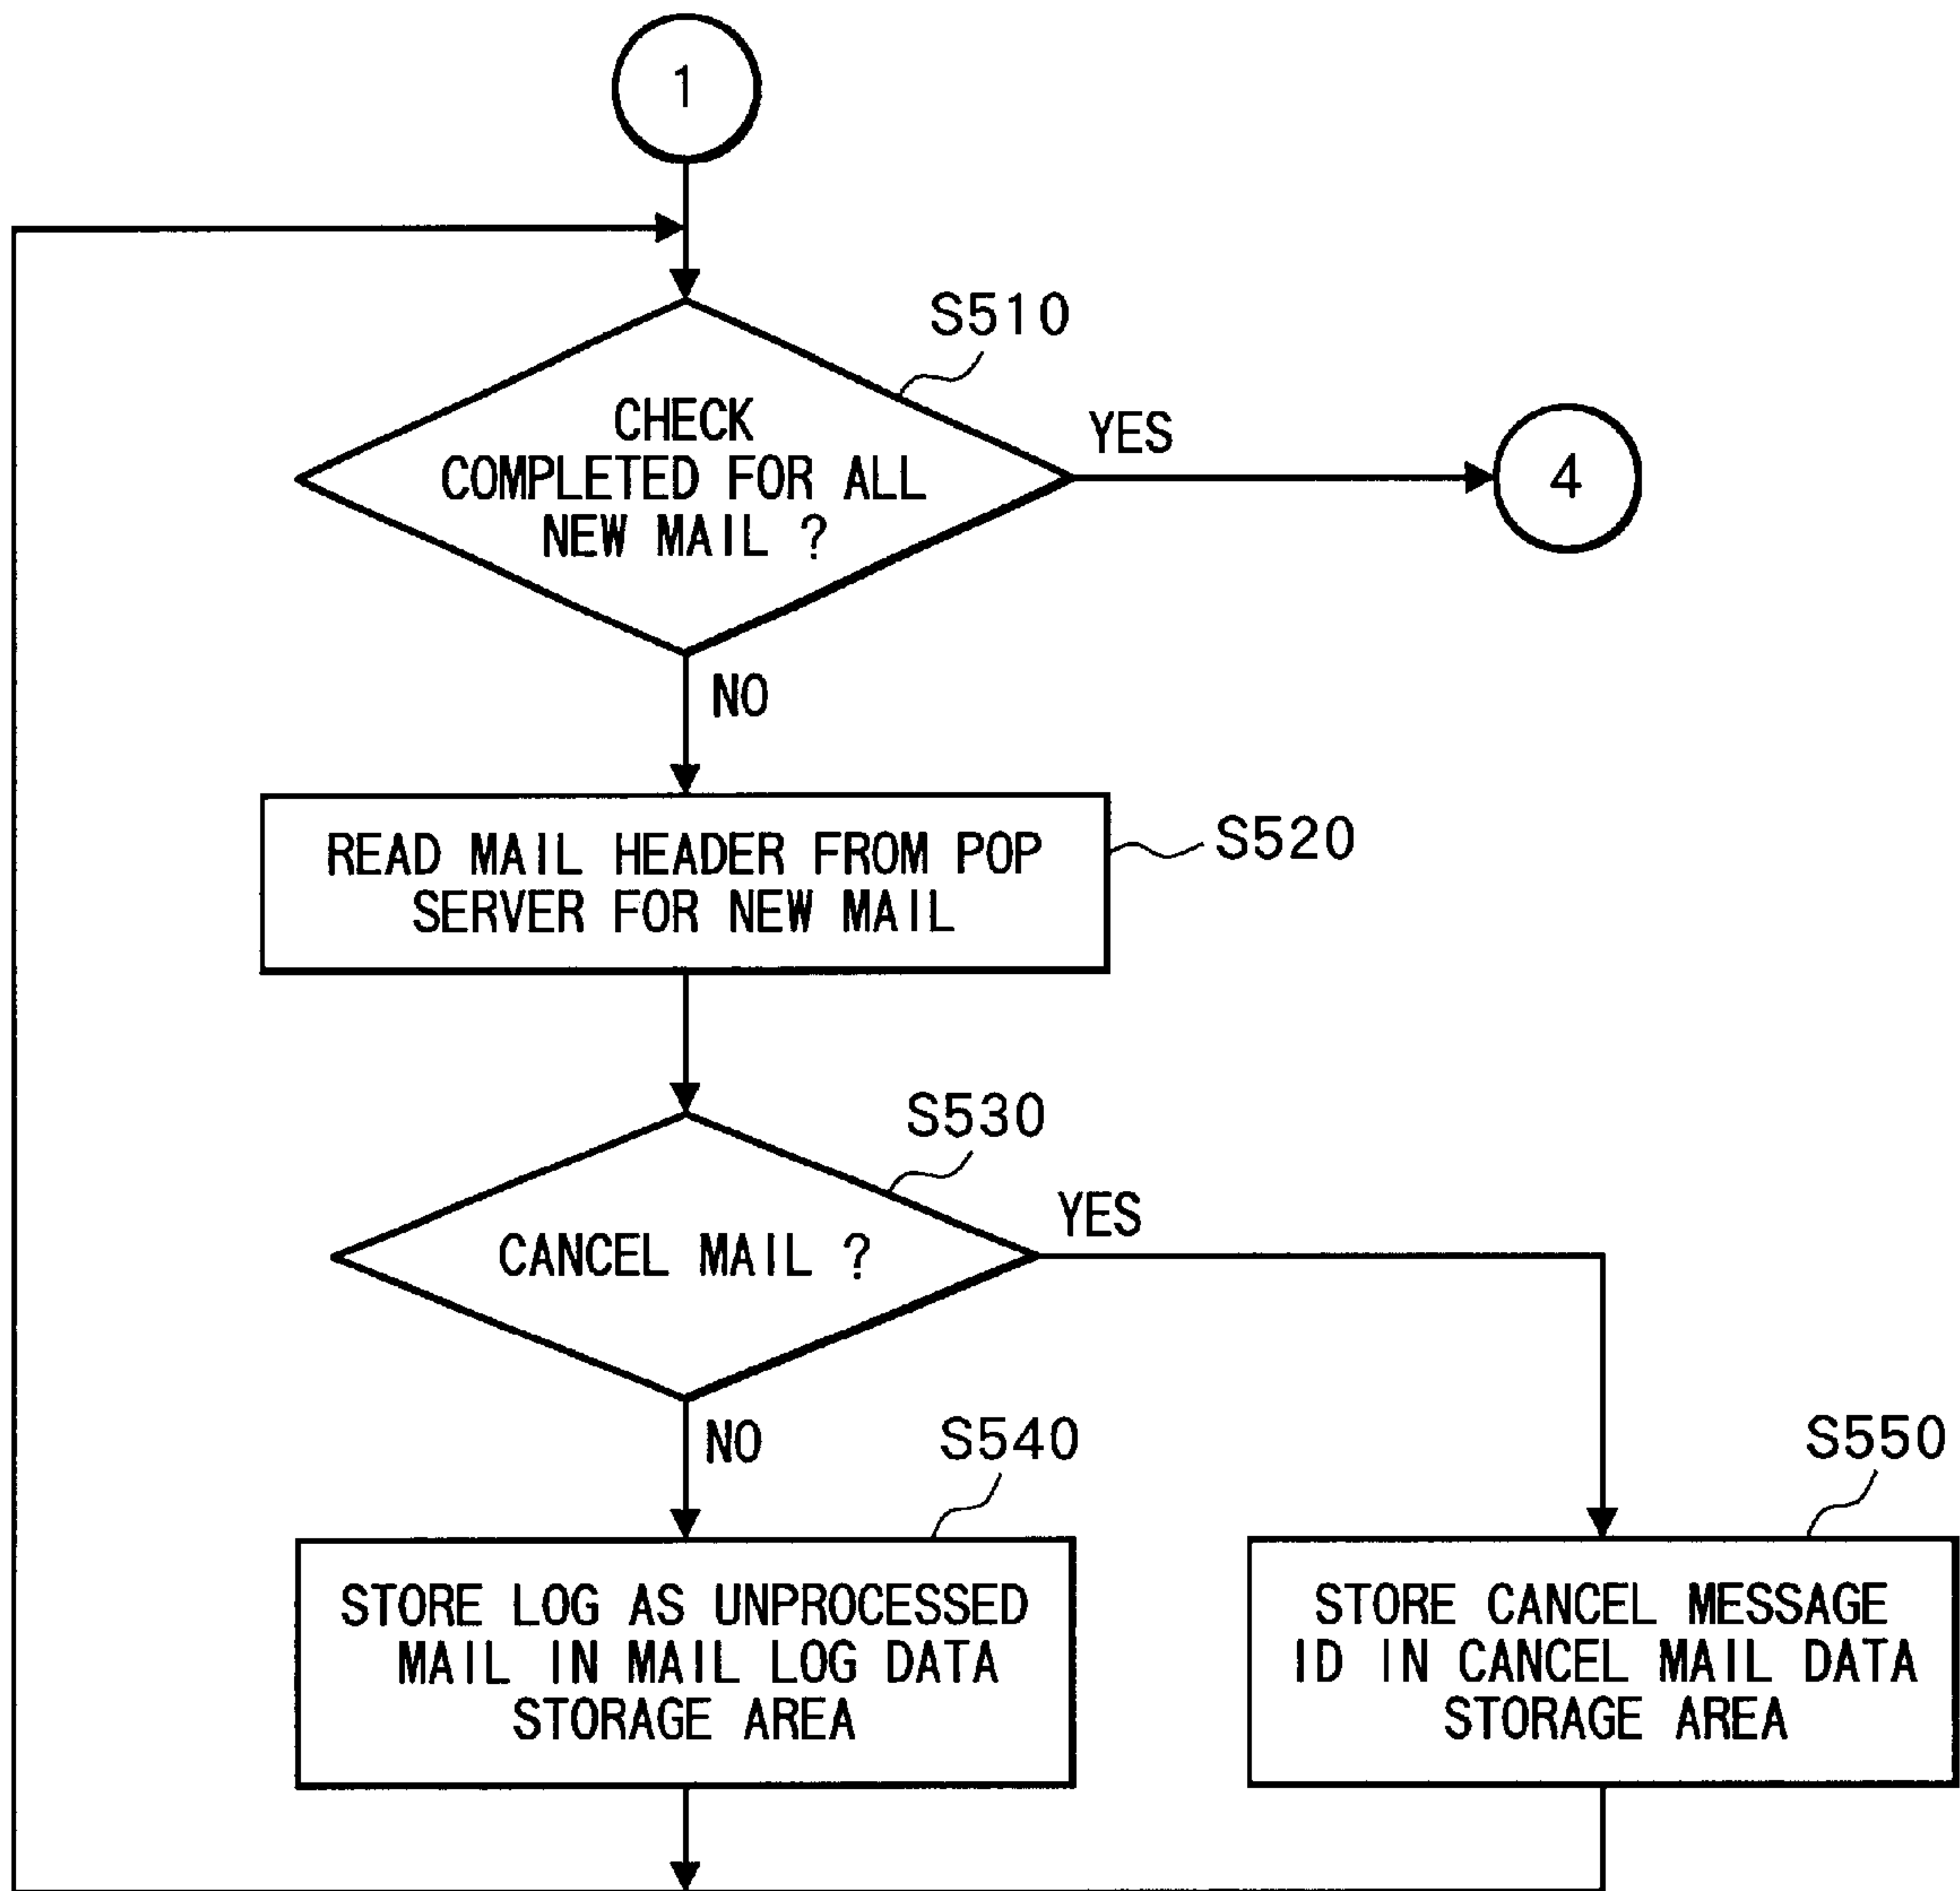 1
S510
CHECK
COMPLETED FOR ALL
NEW MAIL ?
YES
4
NO
READ MAIL HEADER FROM POP
SERVER FOR NEW MAIL
S520
S530
CANCEL MAIL ?
YES
NO
S540
STORE LOG AS UNPROCESSED
MAIL IN MAIL LOG DATA
STORAGE AREA
S550
STORE CANCEL MESSAGE
ID IN CANCEL MAIL DATA
STORAGE AREA